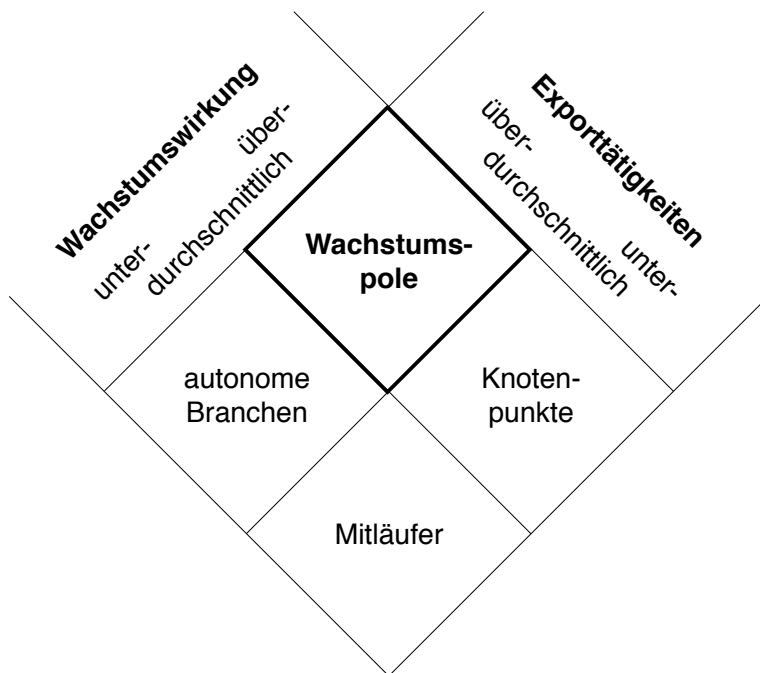 Wachstumswirkung
über-
unter-
durchschnittlich
Exporttätigkeiten
über-
durchschnittlich
unter-
Wachstums-
pole
autonome
Branchen
Knoten-
punkte
Mitläufer